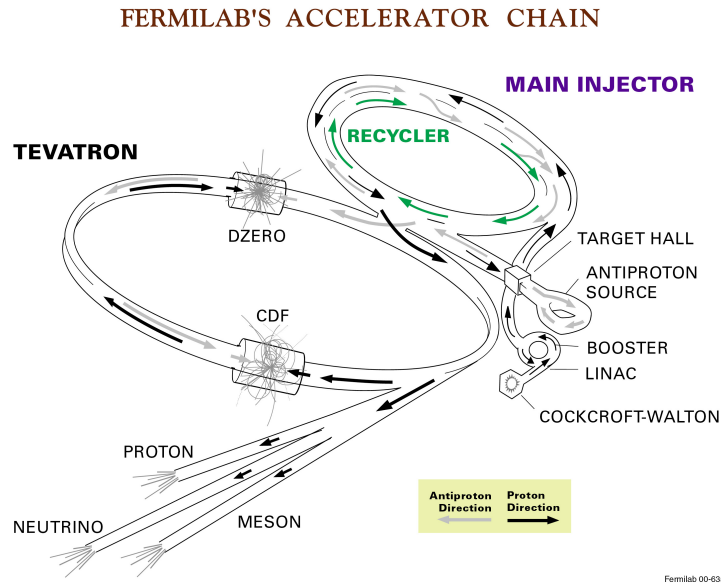 FERMILAB'S ACCELERATOR CHAIN
MAIN INJECTOR
RECYCLER
TEVATRON
DZERO
TARGET HALL
ANTIPROTON
SOURCE
CDF
BOOSTER
LINAC
COCKCROFT-WALTON
PROTON
NEUTRINO
MESON
Antiproton
Direction
Proton
Direction
Fermilab 00-635